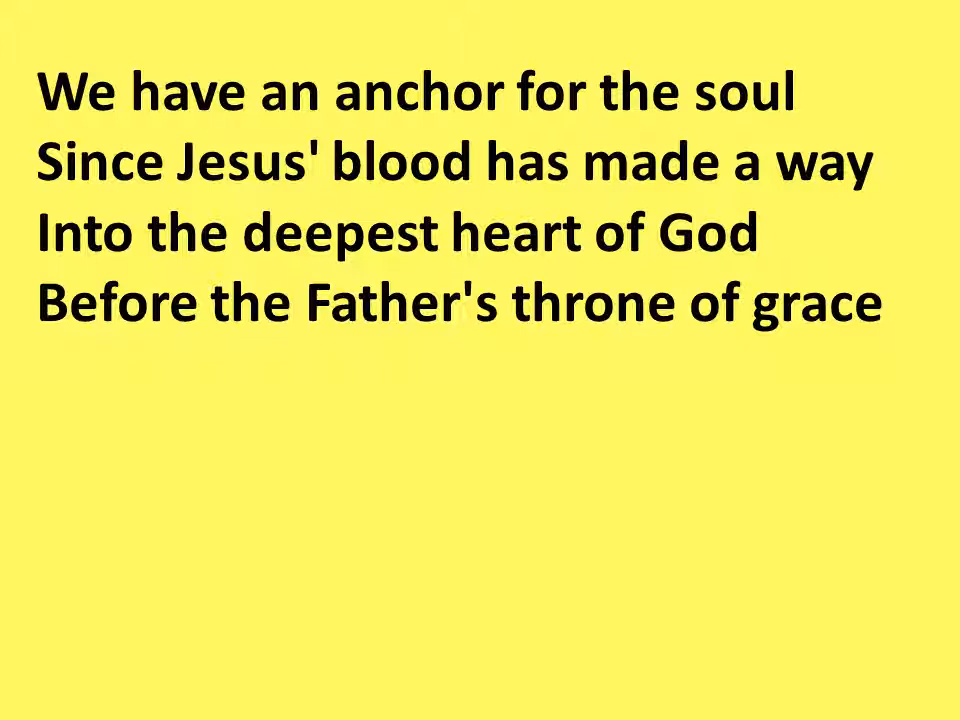 We have an anchor for the soul
Since Jesus' blood has made a way
Into the deepest heart of God
Before the Father's throne of grace